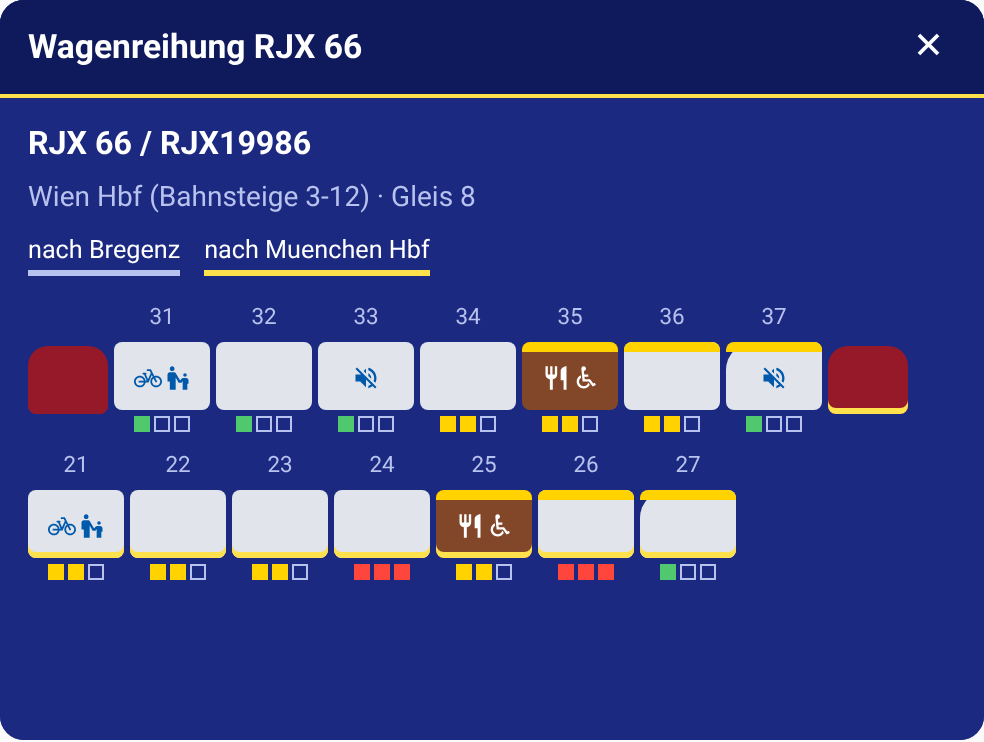 Wagenreihung RJX 66
RJX 66 / RJX19986
Wien Hbf (Bahnsteige 3-12) · Gleis 8
nach Bregenz nach Muenchen Hbf
31 32 33 34 35 36 37
21 22 23 24 25 26 27